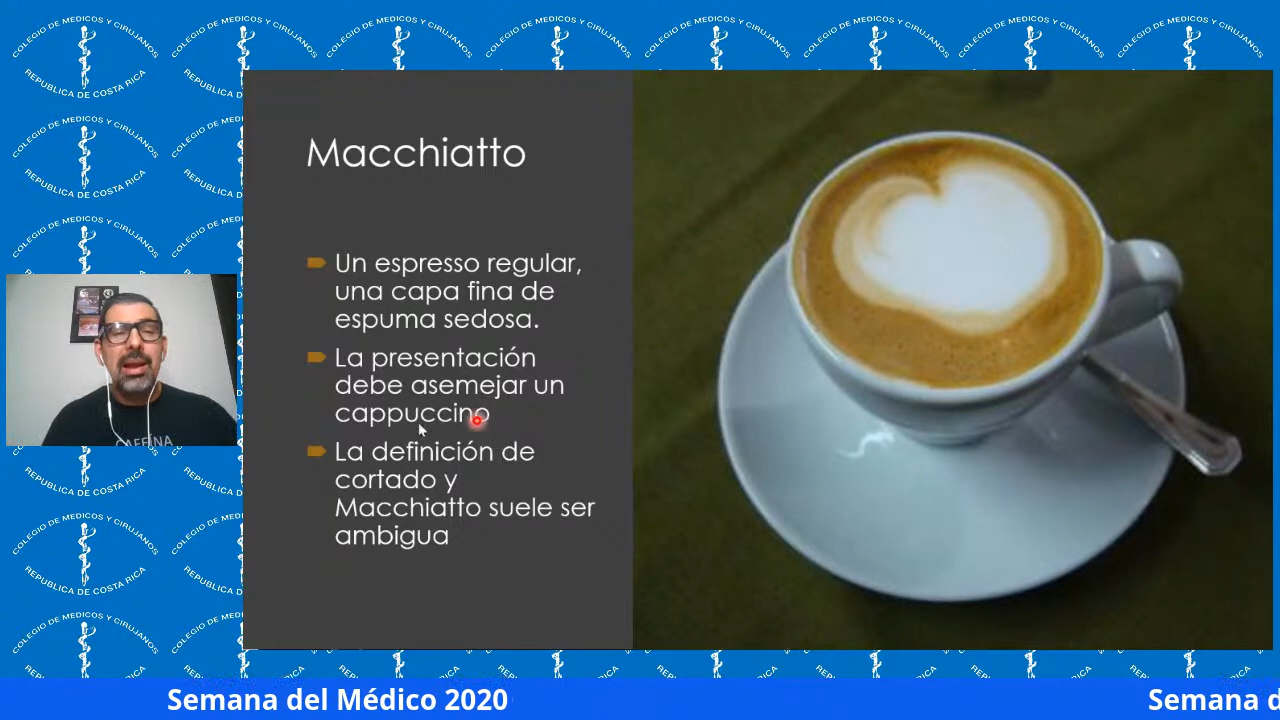 COLEGIO DE MEDICOS Y CIRUJANOS
REPUBLICA DE COSTA RICA
Macchiatto
Un espresso regular,
una capa fina de
espuma sedosa.
La presentación
debe asemejar un
cappuccino
La definición de
cortado y
Macchiatto suele ser
ambigua
CAFEÍNA
Semana del Médico 2020
Semana d